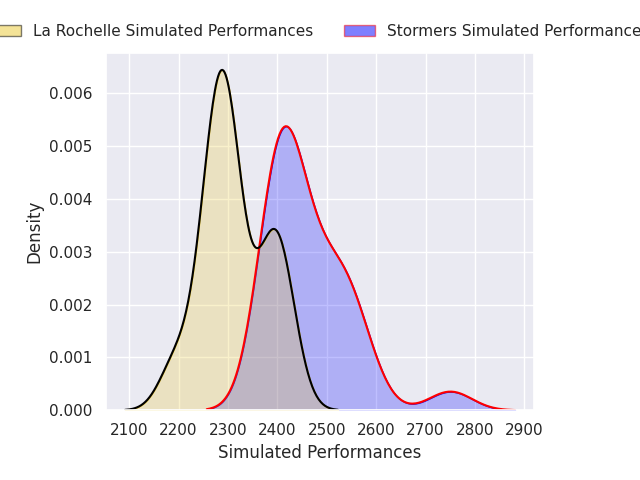 La Rochelle Simulated Performances
Stormers Simulated Performance
0.006
0.005
0.004
0.003
0.002
0.001
0.000
Density
2100 2200 2300 2400 2500 2600 2700 2800 2900
Simulated Performances